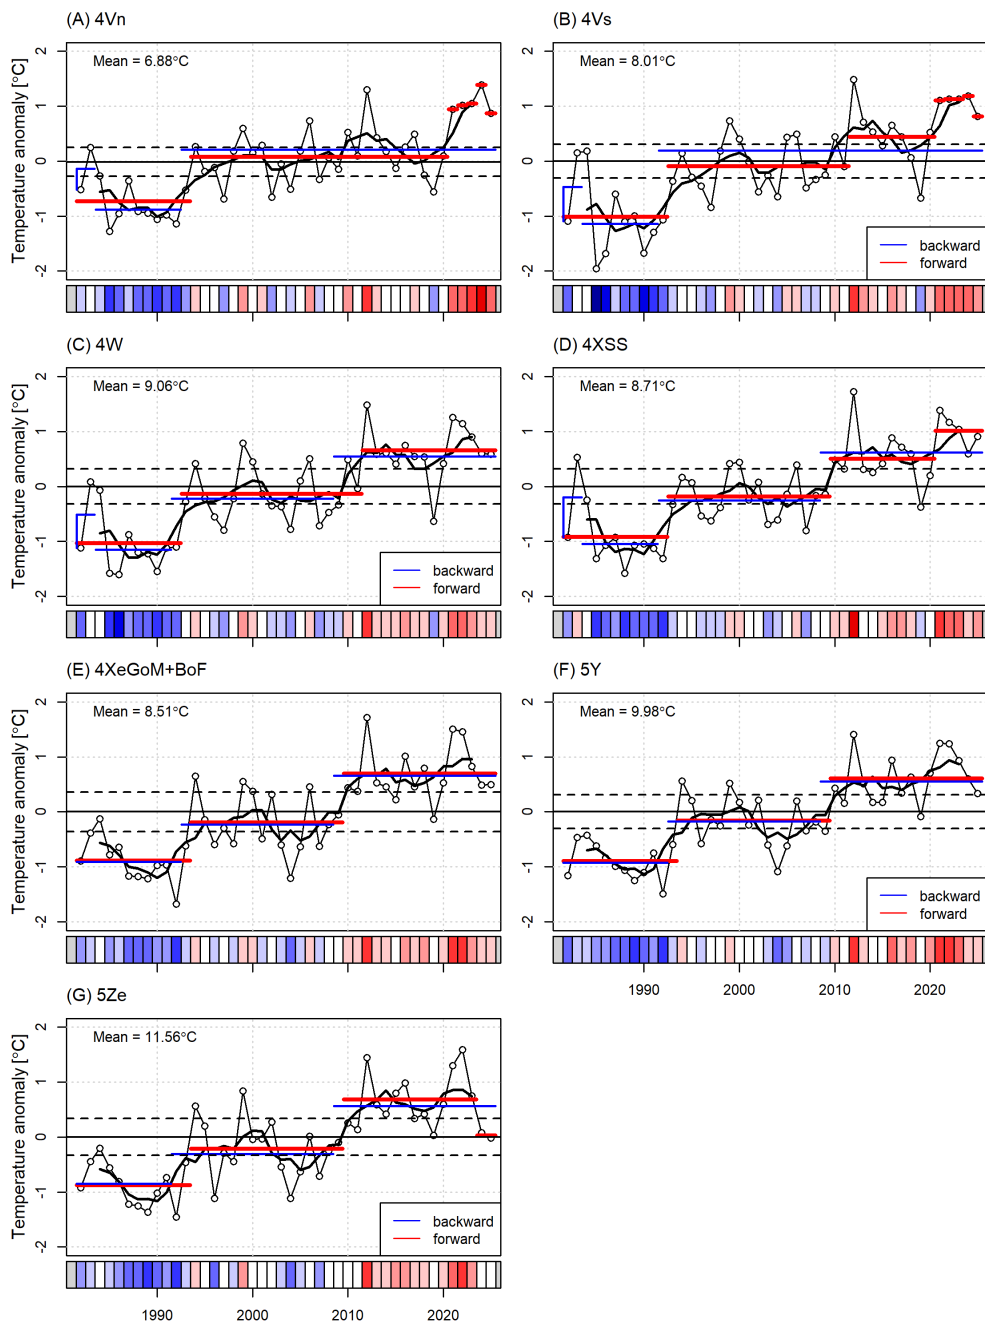 (A) 4Vn
(B) 4Vs
Temperature anomaly [°C]
2
1
0
-1
-2
Mean = 6.88°C
2
1
0
-1
-2
Mean = 8.01°C
backward
forward
(C) 4W
(D) 4XSS
Temperature anomaly [°C]
2
1
0
-1
-2
Mean = 9.06°C
backward
forward
2
1
0
-1
-2
Mean = 8.71°C
(E) 4XeGoM+BoF
(F) 5Y
Temperature anomaly [°C]
2
1
0
-1
-2
Mean = 8.51°C
2
1
0
-1
-2
Mean = 9.98°C
backward
forward
1990 2000 2010 2020
(G) 5Ze
Temperature anomaly [°C]
2
1
0
-1
-2
Mean = 11.56°C
backward
forward
1990 2000 2010 2020